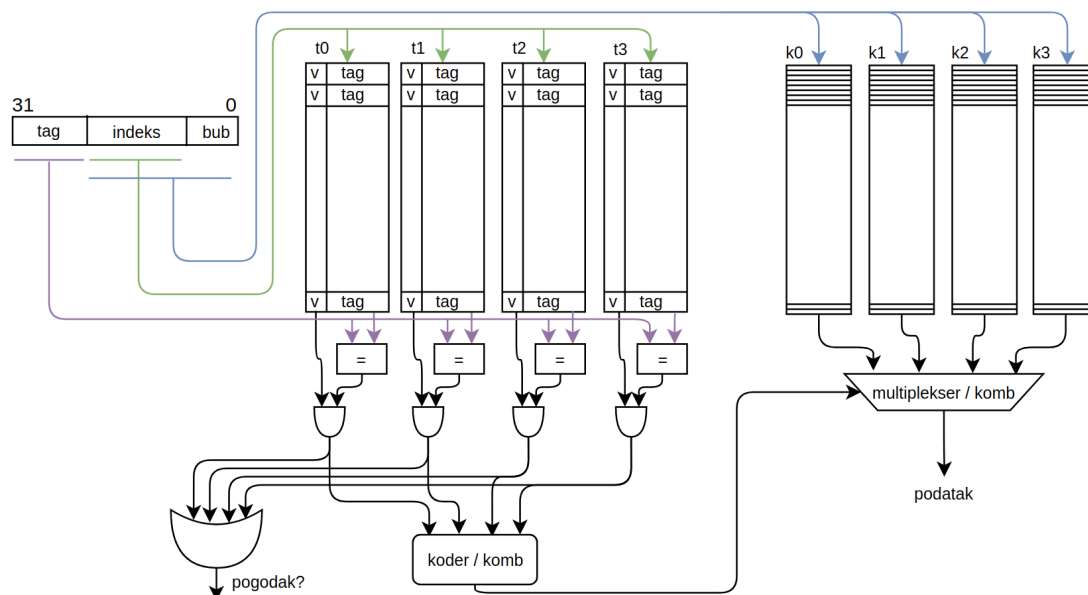 t0 t1 t2 t3 k0 k1 k2 k3
v tag v tag v tag v tag
v tag v tag v tag v tag
31 0
tag indeks bub
v tag v tag v tag v tag
= = = =
multiplekser / komb
podatak
koder / komb
pogodak?